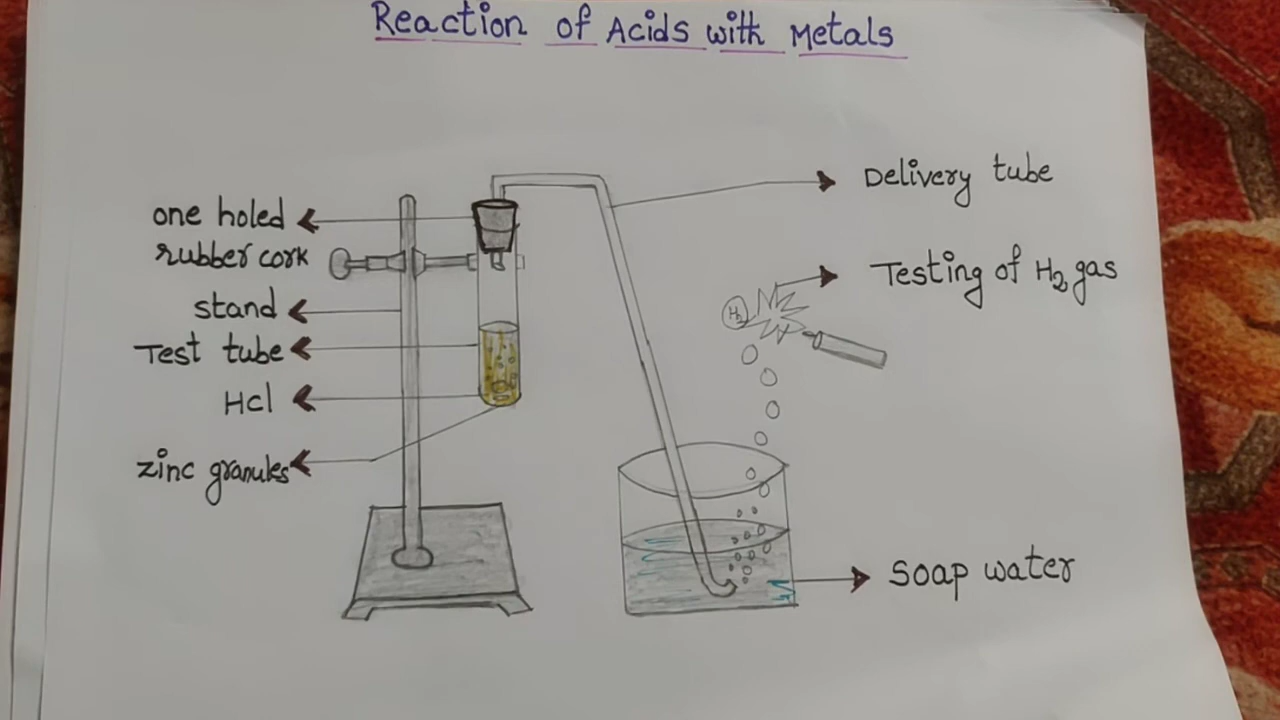 Reaction of Acids with Metals
one holed
rubber cork
stand
Test tube
Hcl
zinc granules
Delivery tube
Testing of H₂ gas
H₂
Soap water